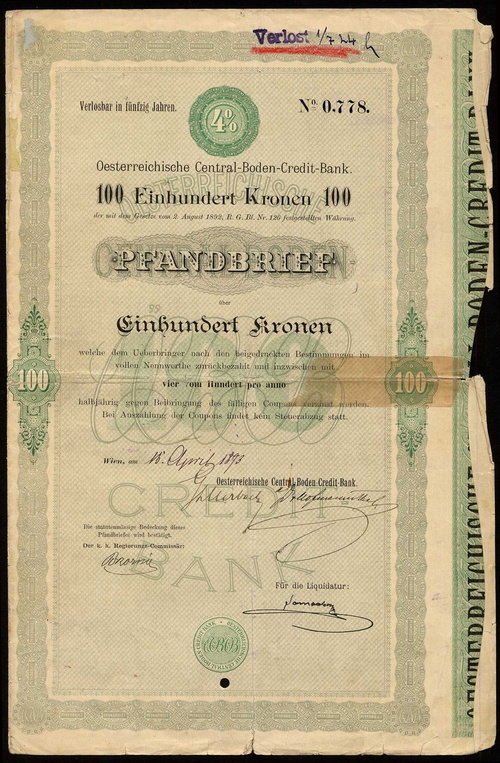 Verlost 1/7 24
Verlosbar in fünfzig Jahren.
No. 0.778.
4%
Oesterreichische Central-Boden-Credit-Bank.
100 Einhundert Kronen 100
der mit dem Gesetze vom 2. August 1892, R. G. Bl. Nr. 126 festgestellten Währung.
PFANDBRIEF
über
Einhundert Kronen
welche dem Ueberbringer nach den beigedruckten Bestimmungen im
vollen Nennwerthe zurückbezahlt und inzwischen mit
vier vom Hundert pro anno
halbjährig gegen Beibringung des fälligen Coupons verzinst werden.
Bei Auszahlung der Coupons findet kein Steuerabzug statt.
100
100
Wien, am 15. April 1893
Oesterreichische Central-Boden-Credit-Bank.
CREDIT-
BANK
Die statutenmässige Bedeckung dieses
Pfandbriefes wird bestätigt.
Der k. k. Regierungs-Commissär:
Für die Liquidatur:
OESTERREICHISCHE
BODEN-CREDIT-BANK